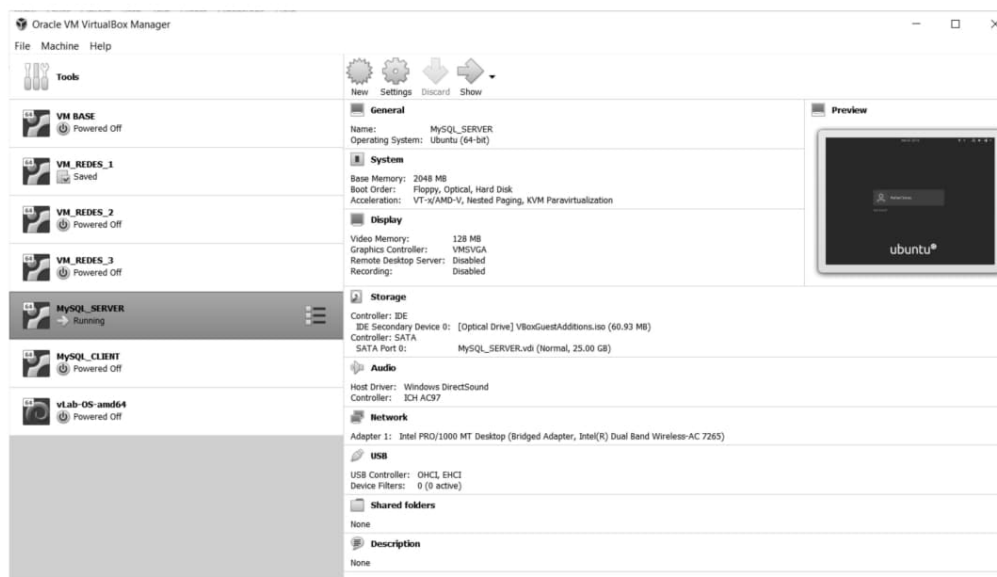 Oracle VM VirtualBox Manager
File Machine Help
Tools
VM BASE
Powered Off
VM_REDES_1
Saved
VM_REDES_2
Powered Off
VM_REDES_3
Powered Off
MySQL_SERVER
Running
MySQL_CLIENT
Powered Off
vLab-OS-amd64
Powered Off
New Settings Discard Show
General
Name: MySQL_SERVER
Operating System: Ubuntu (64-bit)
System
Base Memory: 2048 MB
Boot Order: Floppy, Optical, Hard Disk
Acceleration: VT-x/AMD-V, Nested Paging, KVM Paravirtualization
Display
Video Memory: 128 MB
Graphics Controller: VMSVGA
Remote Desktop Server: Disabled
Recording: Disabled
Storage
Controller: IDE
IDE Secondary Device 0: [Optical Drive] VBoxGuestAdditions.iso (60.93 MB)
Controller: SATA
SATA Port 0: MySQL_SERVER.vdi (Normal, 25.00 GB)
Audio
Host Driver: Windows DirectSound
Controller: ICH AC97
Network
Adapter 1: Intel PRO/1000 MT Desktop (Bridged Adapter, Intel(R) Dual Band Wireless-AC 7265)
USB
USB Controller: OHCI, EHCI
Device Filters: 0 (0 active)
Shared folders
None
Description
None
Preview
ubuntu